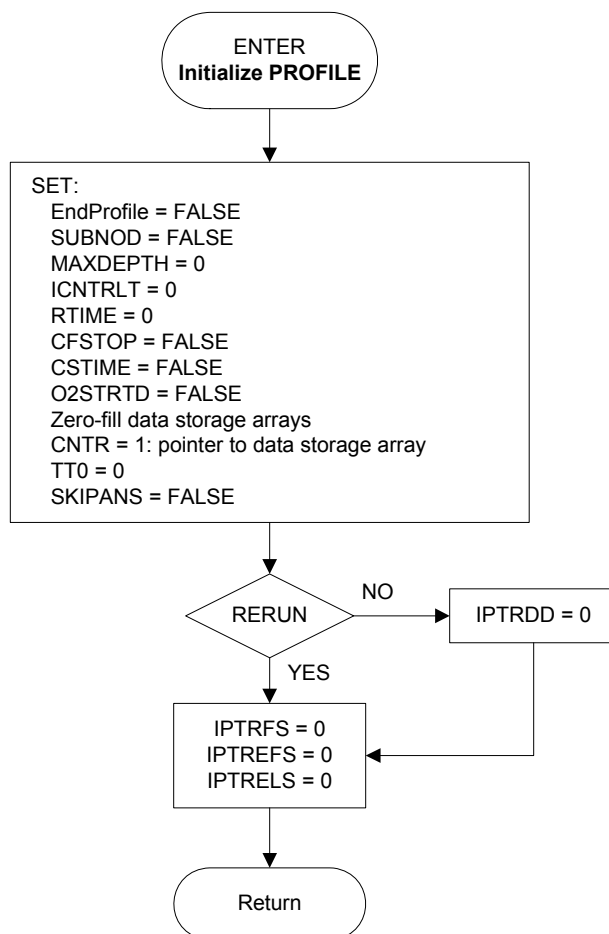 ENTER
Initialize PROFILE
SET:
EndProfile = FALSE
SUBNOD = FALSE
MAXDEPTH = 0
ICNTRLT = 0
RTIME = 0
CFSTOP = FALSE
CSTIME = FALSE
O2STRTD = FALSE
Zero-fill data storage arrays
CNTR = 1: pointer to data storage array
TT0 = 0
SKIPANS = FALSE
RERUN
NO
IPTRDD = 0
YES
IPTRFS = 0
IPTREFS = 0
IPTRELS = 0
Return